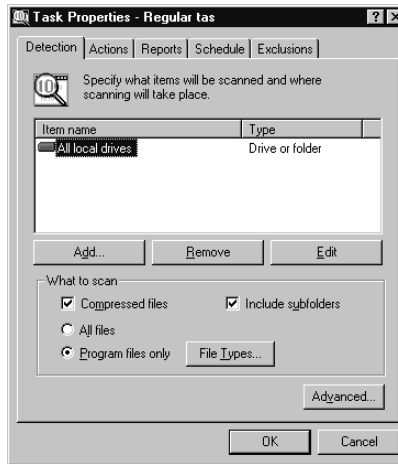 Task Properties - Regular tas
Detection Actions Reports Schedule Exclusions
Specify what items will be scanned and where
scanning will take place.
Item name Type
All local drives Drive or folder
Add... Remove Edit
What to scan
Compressed files Include subfolders
All files
Program files only File Types...
Advanced...
OK Cancel